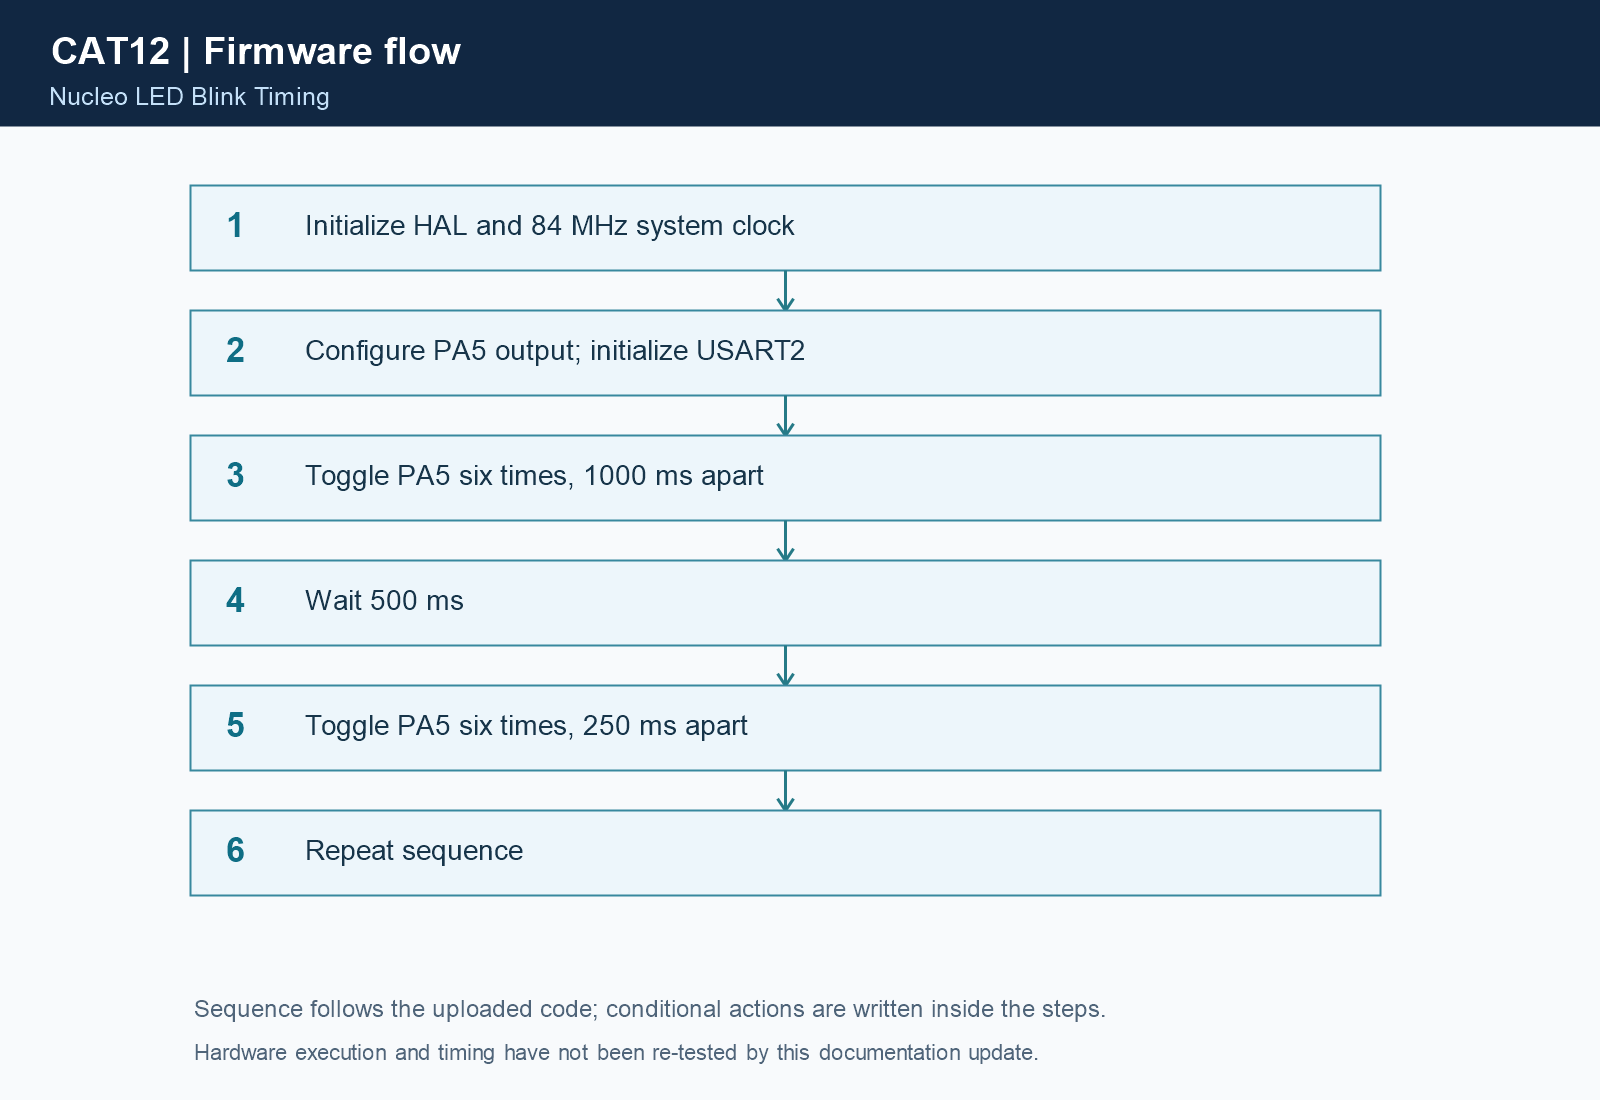 CAT12 | Firmware flow
Nucleo LED Blink Timing
1 Initialize HAL and 84 MHz system clock
2 Configure PA5 output; initialize USART2
3 Toggle PA5 six times, 1000 ms apart
4 Wait 500 ms
5 Toggle PA5 six times, 250 ms apart
6 Repeat sequence
Sequence follows the uploaded code; conditional actions are written inside the steps.
Hardware execution and timing have not been re-tested by this documentation update.